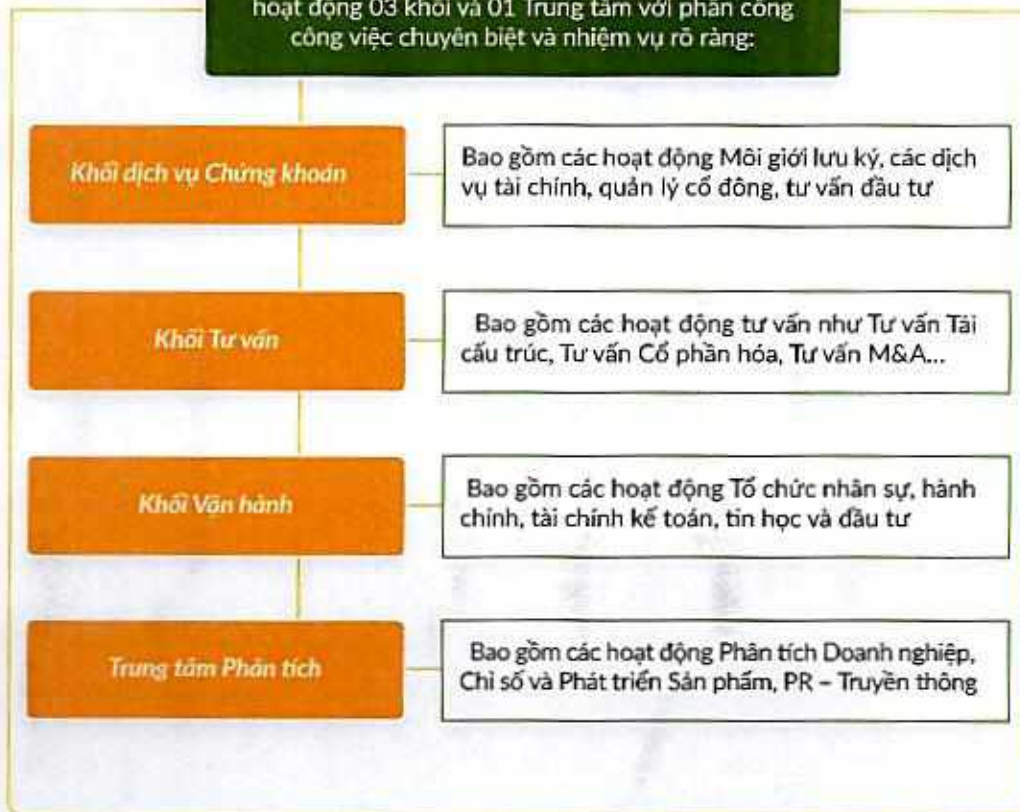 hoạt động 03 khối và 01 Trung tâm với phân công
công việc chuyên biệt và nhiệm vụ rõ ràng:
Khối dịch vụ Chứng khoán
Bao gồm các hoạt động Môi giới lưu ký, các dịch
vụ tài chính, quản lý cổ đông, tư vấn đầu tư
Khối Tư vấn
Bao gồm các hoạt động tư vấn như Tư vấn Tái
cấu trúc, Tư vấn Cổ phần hóa, Tư vấn M&A...
Khối Vận hành
Bao gồm các hoạt động Tổ chức nhân sự, hành
chính, tài chính kế toán, tin học và đầu tư
Trung tâm Phân tích
Bao gồm các hoạt động Phân tích Doanh nghiệp,
Chỉ số và Phát triển Sản phẩm, PR – Truyền thông